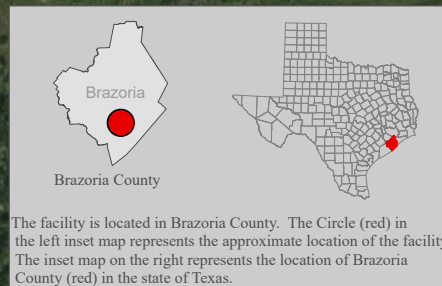 Brazoria
Brazoria County
The facility is located in Brazoria County. The Circle (red) in
the left inset map represents the approximate location of the facility
The inset map on the right represents the location of Brazoria
County (red) in the state of Texas.